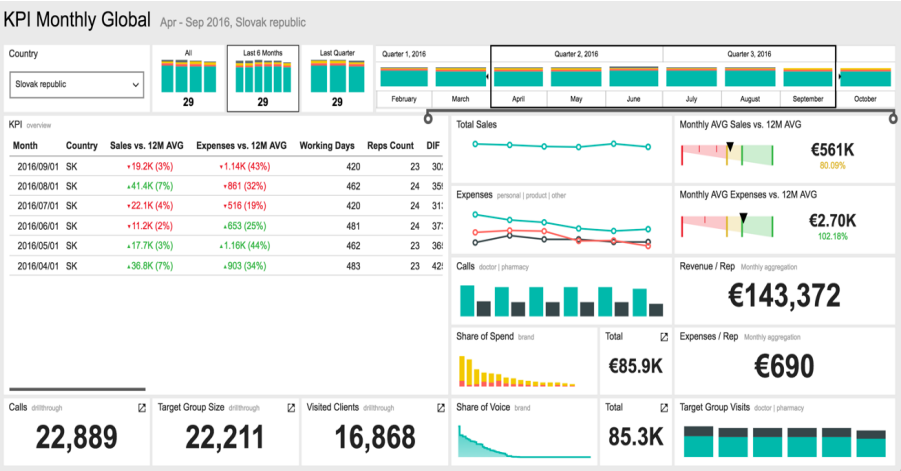 KPI Monthly Global Apr - Sep 2016, Slovak republic
Country
Slovak republic
All
29
Last 6 Months
29
Last Quarter
29
Quarter 1, 2016
Quarter 2, 2016
Quarter 3, 2016
February
March
April
May
June
July
August
September
October
KPI overview
Month Country Sales vs. 12M AVG Expenses vs. 12M AVG Working Days Reps Count DIF
2016/09/01 SK ▾19.2K (3%) ▾1.14K (43%) 420 23
2016/08/01 SK ▴41.4K (7%) ▾861 (32%) 462 24
2016/07/01 SK ▾22.1K (4%) ▾516 (19%) 420 24
2016/06/01 SK ▾11.2K (2%) ▴653 (25%) 481 24
2016/05/01 SK ▴17.7K (3%) ▴1.16K (44%) 462 23
2016/04/01 SK ▴36.8K (7%) ▴903 (34%) 483 23
Total Sales
Monthly AVG Sales vs. 12M AVG
€561K
80.09%
Expenses personal | product | other
Monthly AVG Expenses vs. 12M AVG
€2.70K
102.18%
Calls doctor | pharmacy
Revenue / Rep Monthly aggregation
€143,372
Share of Spend brand
Total
€85.9K
Expenses / Rep Monthly aggregation
€690
Calls drillthrough
22,889
Target Group Size drillthrough
22,211
Visited Clients drillthrough
16,868
Share of Voice brand
Total
85.3K
Target Group Visits doctor | pharmacy